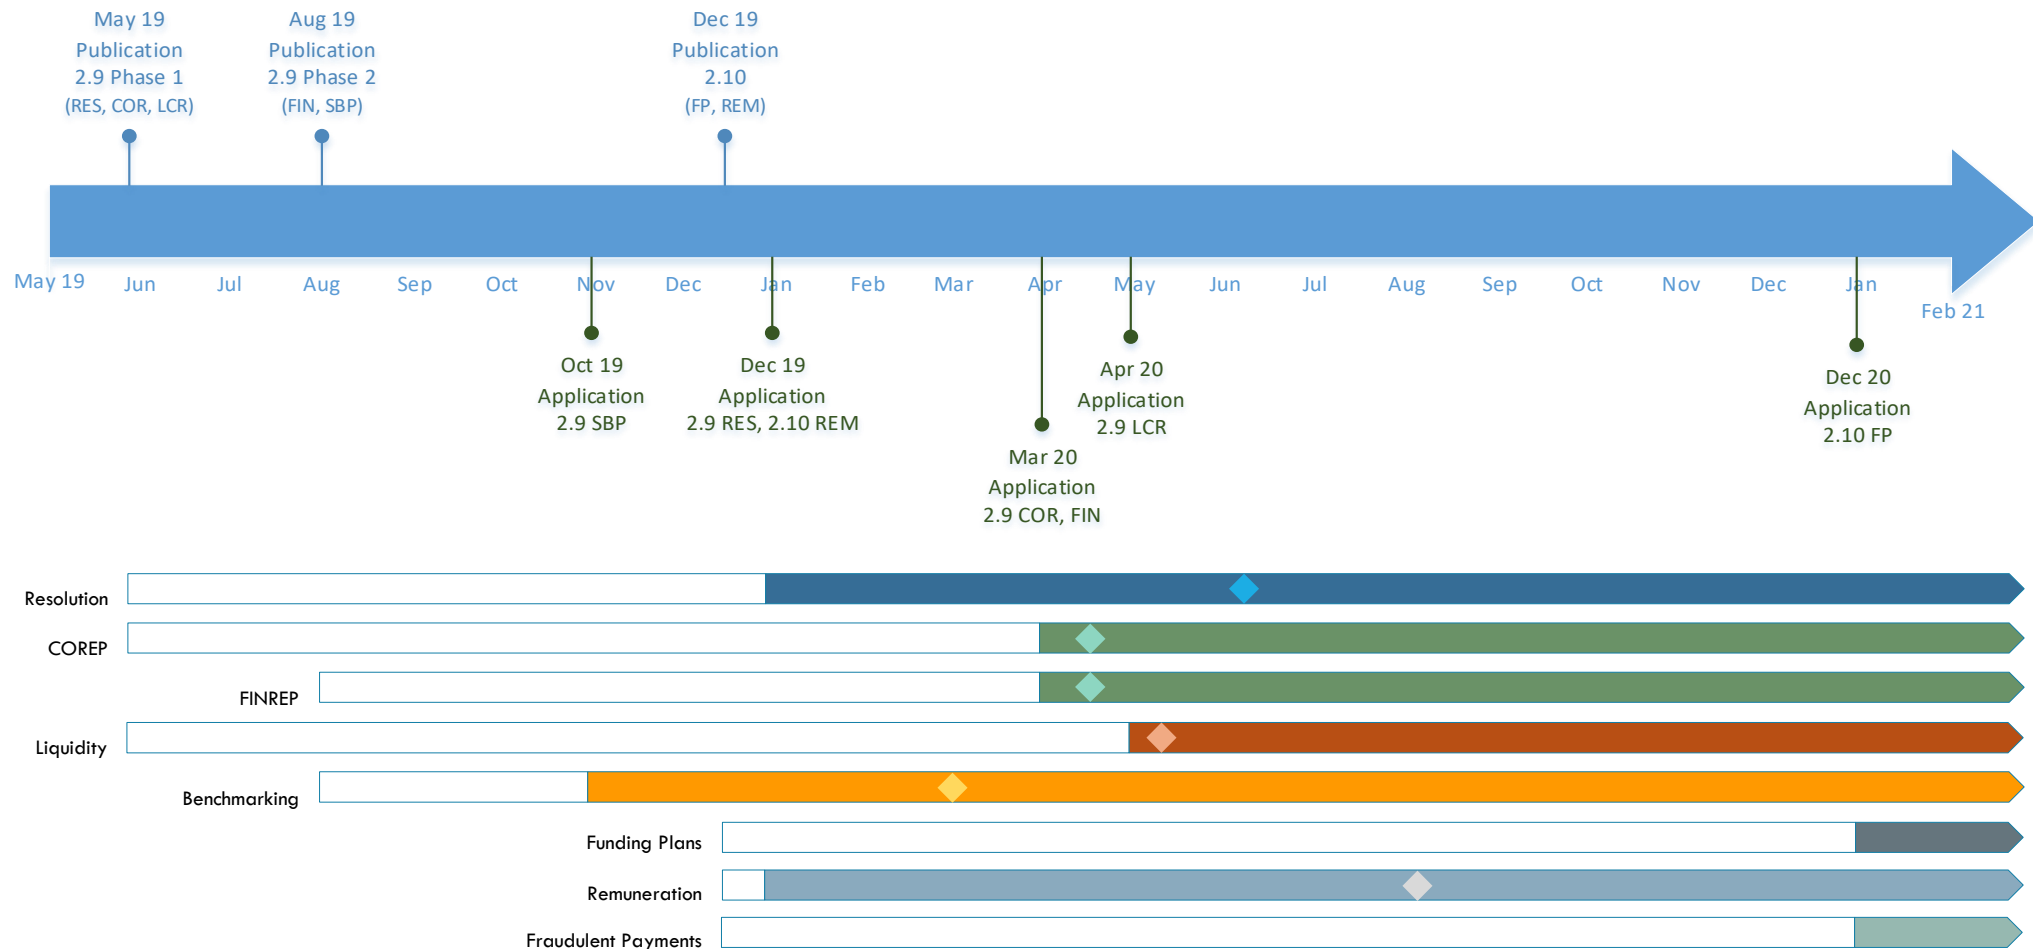 May 19
Publication
2.9 Phase 1
(RES, COR, LCR)
Aug 19
Publication
2.9 Phase 2
(FIN, SBP)
Dec 19
Publication
2.10
(FP, REM)
May 19
Jun
Jul
Aug
Sep
Oct
Nov
Dec
Jan
Feb
Mar
Apr
May
Jun
Jul
Aug
Sep
Oct
Nov
Dec
Jan
Feb 21
Oct 19
Application
2.9 SBP
Dec 19
Application
2.9 RES, 2.10 REM
Mar 20
Application
2.9 COR, FIN
Apr 20
Application
2.9 LCR
Dec 20
Application
2.10 FP
Resolution
COREP
FINREP
Liquidity
Benchmarking
Funding Plans
Remuneration
Fraudulent Payments